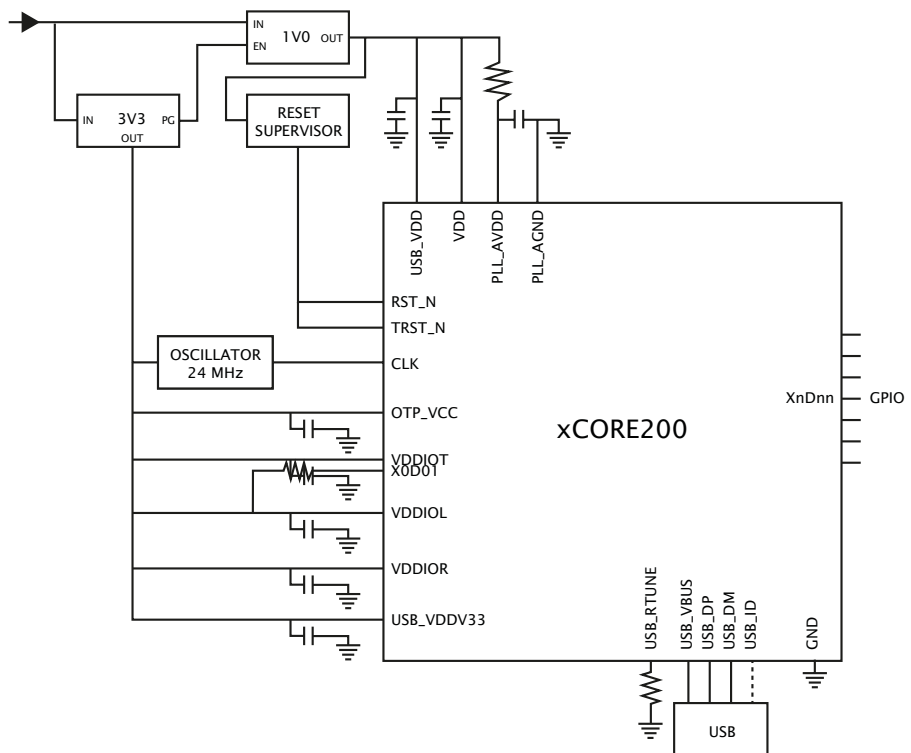 IN
EN
1V0
OUT
IN
3V3
PG
OUT
RESET
SUPERVISOR
USB_VDD
VDD
PLL_AVDD
PLL_AGND
RST_N
TRST_N
OSCILLATOR
24 MHz
CLK
OTP_VCC
VDDIOT
X0D01
VDDIOL
VDDIOR
USB_VDDV33
xCORE200
XnDnn
GPIO
USB_RTUNE
USB_VBUS
USB_DP
USB_DM
USB_ID
GND
USB